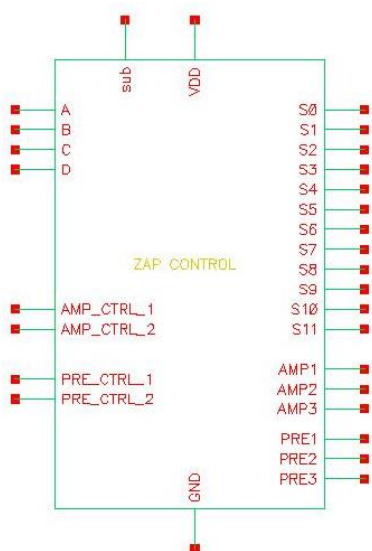 sub
VDD
A
B
C
D
S0
S1
S2
S3
S4
S5
S6
S7
S8
S9
S10
S11
ZAP CONTROL
AMP_CTRL_1
AMP_CTRL_2
PRE_CTRL_1
PRE_CTRL_2
AMP1
AMP2
AMP3
PRE1
PRE2
PRE3
GND